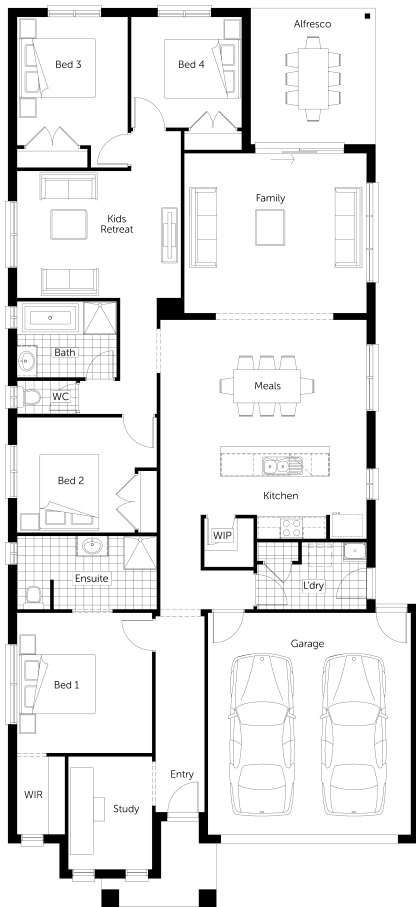 Alfresco
Bed 3
Bed 4
Family
Kids
Retreat
Bath
WC
Meals
Bed 2
Kitchen
WIP
Ensuite
L'dry
Garage
Bed 1
Entry
WIR
Study